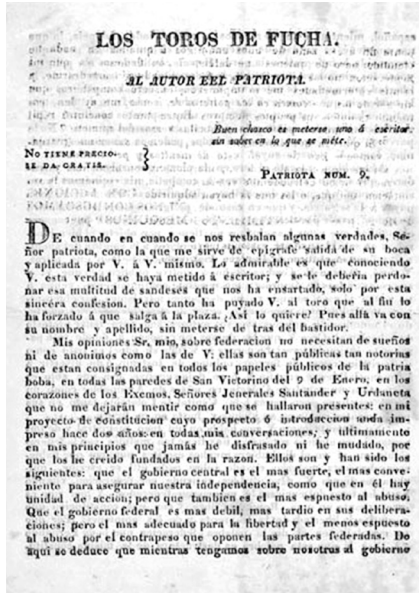 LOS TOROS DE FUCHA.
AL AUTOR EEL PATRIOTA.
Buen chasco es meterse uno á escritor,
sin saber en lo que se mete.
NO TIENE PRECIO-
SE DA GRATIS.
PATRIOTA NUM. 9.
DE cuando en cuando se nos resbalan algunas verdades, Se-
ñor patriota, como la que me sirve de epigrafe salida de su boca
y aplicada por V. á V. mismo. Lo admirable es que conociendo
V. esta verdad se haya metido á escritor; y se le deberia perdo-
nar esa multitud de sandeses que nos ha ensartado, solo por esta
sincéra confesion. Pero tanto ha puyado V. al toro que al fin lo
ha forzado á que salga á la plaza. ¿Asi lo quiere? Pues allá va con
su nombre y apellido, sin meterse de tras del bastidor.
Mis opiniones Sr. mio, sobre federacion no necesitan de sueños
ni de anonimos como las de V: ellas son tan públicas tan notorias
que estan consignadas en todos los papeles públicos de la patria
boba, en todas las paredes de San Victorino del 9 de Enero, en los
corazones de los Exemos. Señores Jenerales Santander y Urdaneta
que no me dejarán mentir como que se hallaron presentes: en mi
proyecto de constitucion cuyo prospecto ó introduccion anda im-
preso hace dos años: en todas mis conversaciones, y ultimamente
en mis principios que jamás he disfrasado ni he mudado, por
que los he creido fundados en la razon. Ellos son y han sido los
siguientes: que el gobierno central es el mas fuerte, el mas conve-
niente para asegurar nuestra independencia, como que en él hay
unidad de accion; pero que tambien es el mas espuesto al abuso.
Que el gobierno federal es mas debil, mas tardio en sus delibera-
ciones; pero el mas adecuado para la libertad y el menos espuesto
al abuso por el contrapeso que oponen las partes federadas. De
aqui se deduce que mientras tengamos sobre nosotros al gobierno